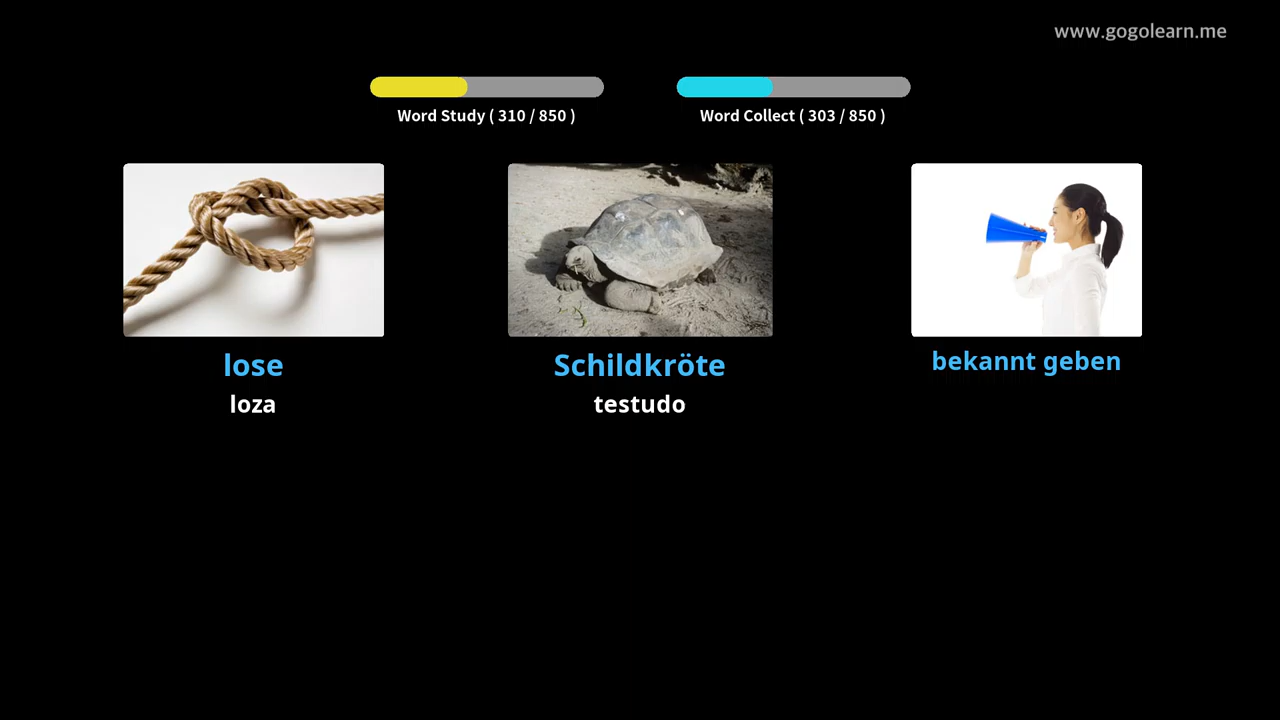 www.gogolearn.me
Word Study ( 310 / 850 )
Word Collect ( 303 / 850 )
lose
loza
Schildkröte
testudo
bekannt geben